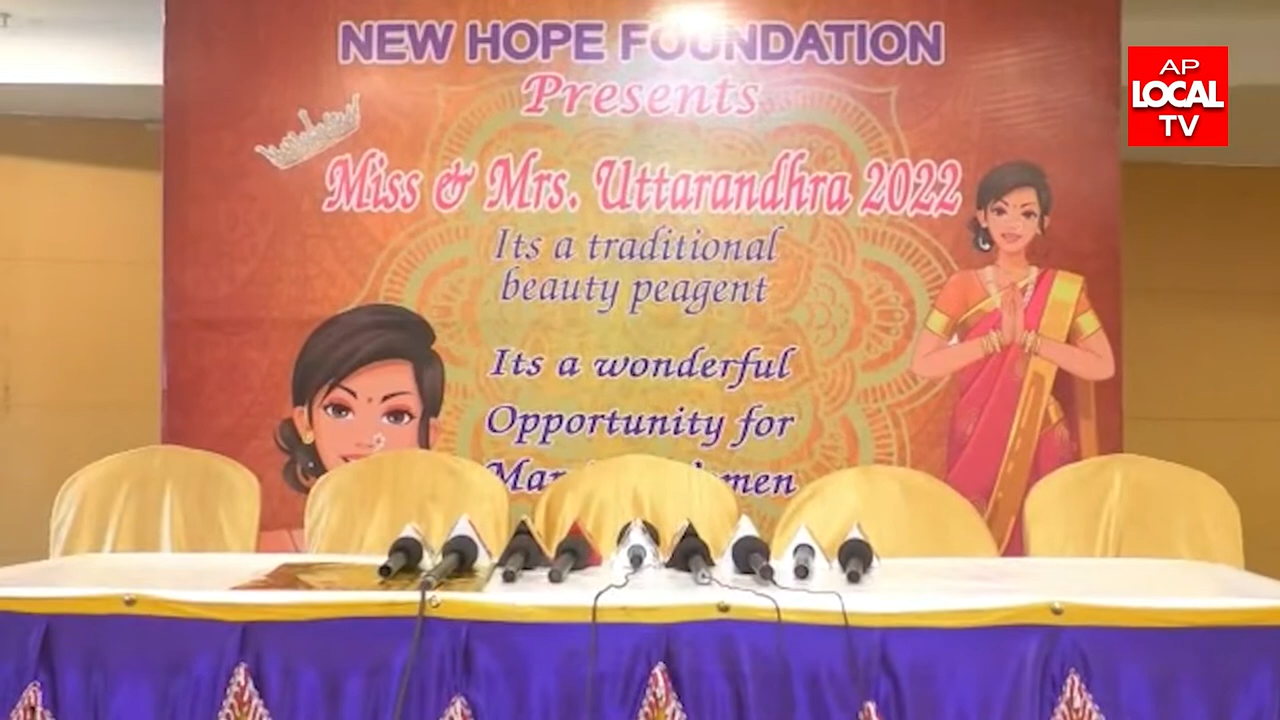 NEW HOPE FOUNDATION
Presents
Miss & Mrs. Uttarandhra 2022
Its a traditional
beauty peagent
Its a wonderful
Opportunity for
AP
LOCAL
TV